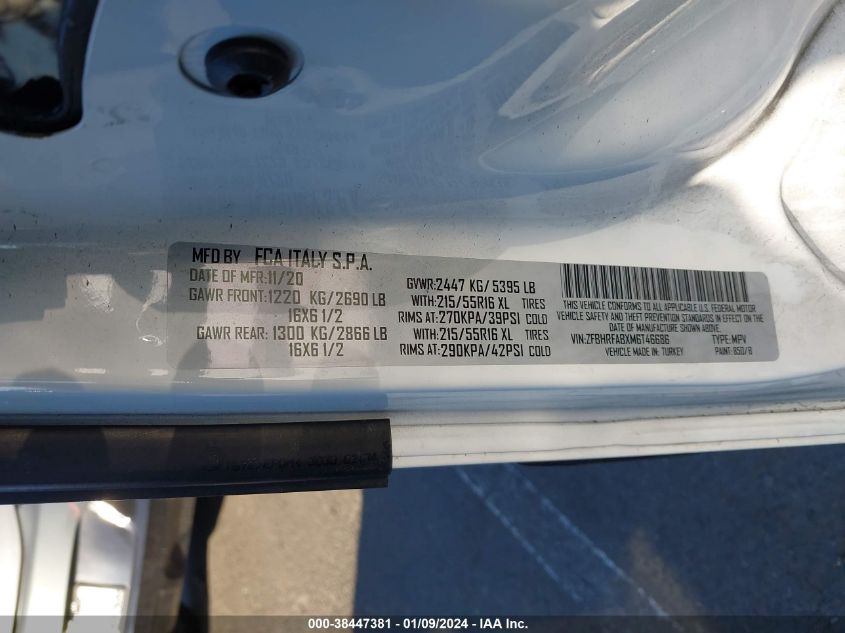 MFD BY FCA ITALY S.P.A.
DATE OF MFR:11/20
GAWR FRONT:1220 KG/2690 LB
16X6 1/2
GAWR REAR:1300 KG/2866 LB
16X6 1/2
GVWR:2447 KG/5395 LB
WITH:215/55R16 XL TIRES
RIMS AT:270KPA/39PSI COLD
WITH:215/55R16 XL TIRES
RIMS AT:290KPA/42PSI COLD
THIS VEHICLE CONFORMS TO ALL APPLICABLE U.S. FEDERAL MOTOR
VEHICLE SAFETY AND THEFT PREVENTION STANDARDS IN EFFECT ON THE
DATE OF MANUFACTURE SHOWN ABOVE.
VIN:ZFBHRFABXM6T46686 TYPE:MPV
VEHICLE MADE IN: TURKEY PAINT:850/B
000-38447381 - 01/09/2024 - IAA Inc.